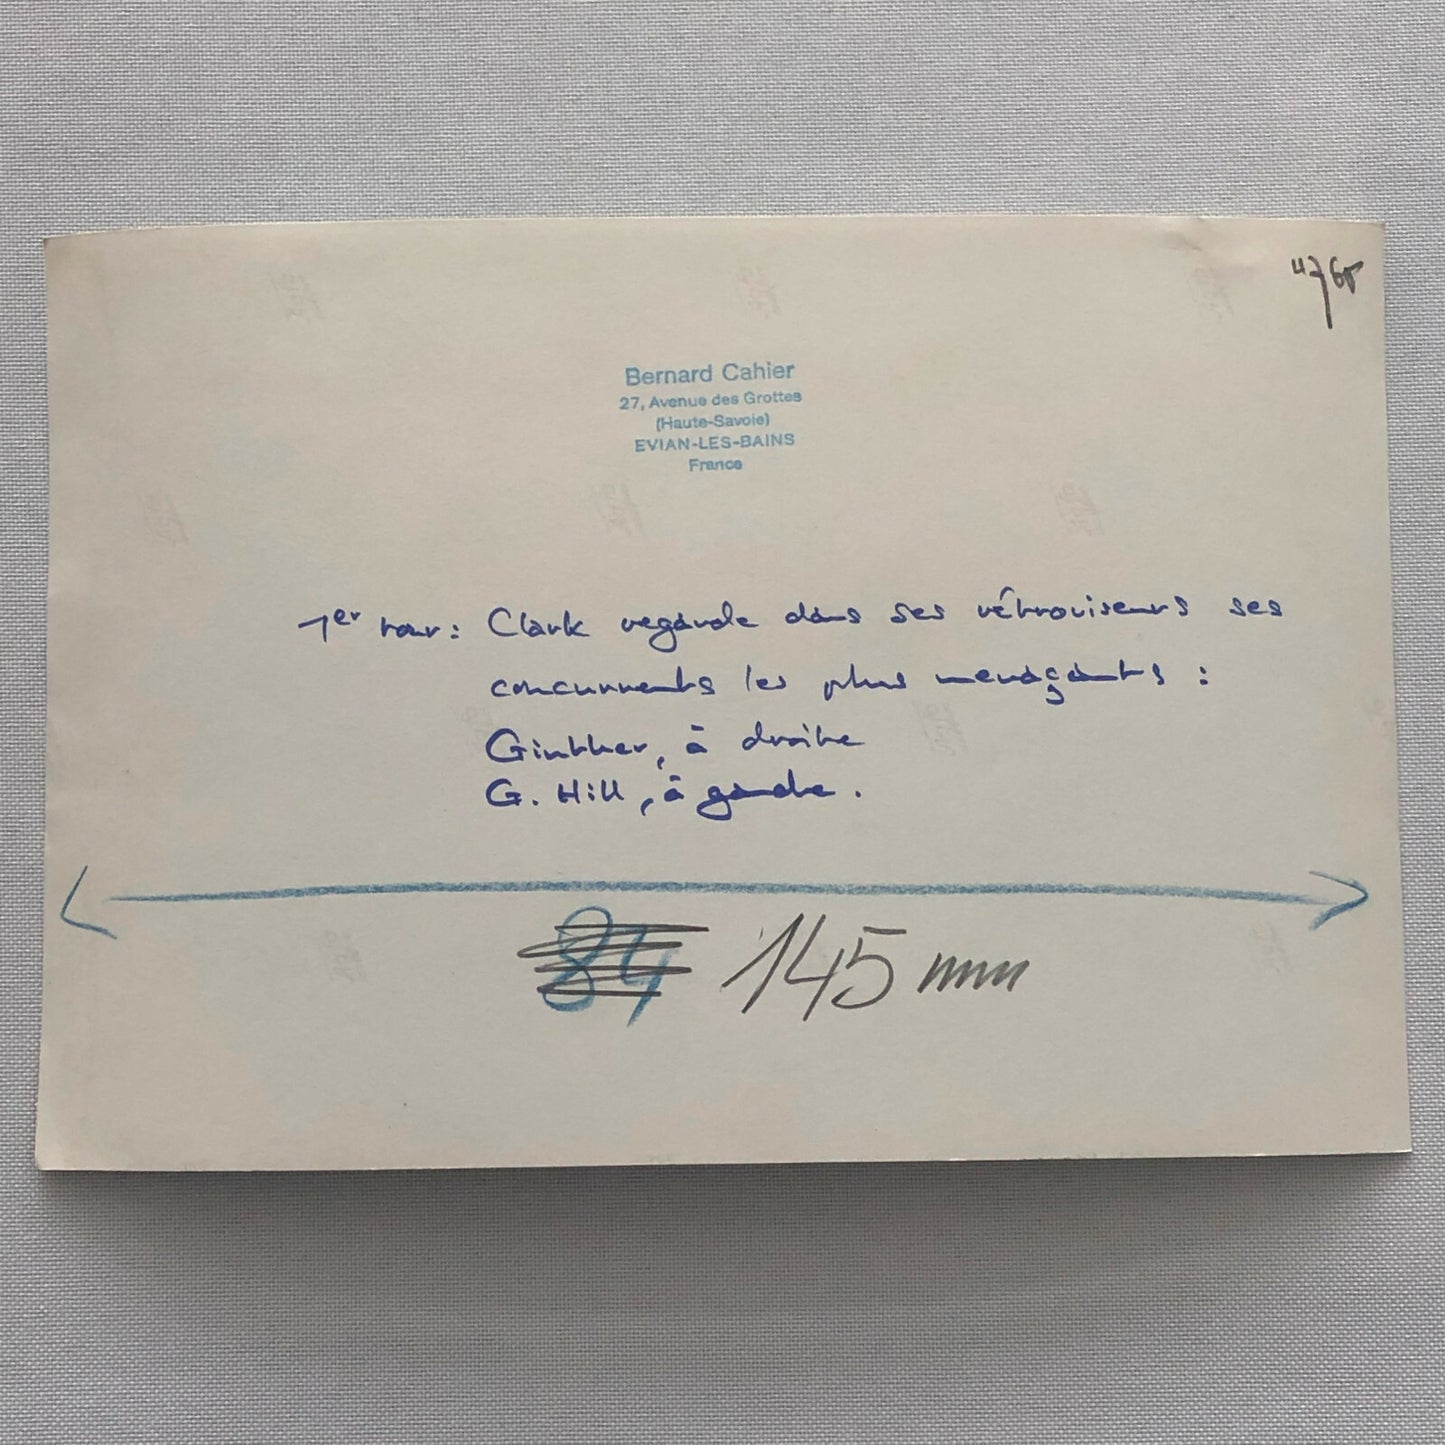 Bernard Cahier
27, Avenue des Grottes
(Haute-Savoie)
EVIAN-LES-BAINS
France
1er tour: Clark regarde dans ses rétroviseurs ses
concurrents les plus menaçants :
Ginther, à droite
G. Hill, à gauche.
84 145 mm